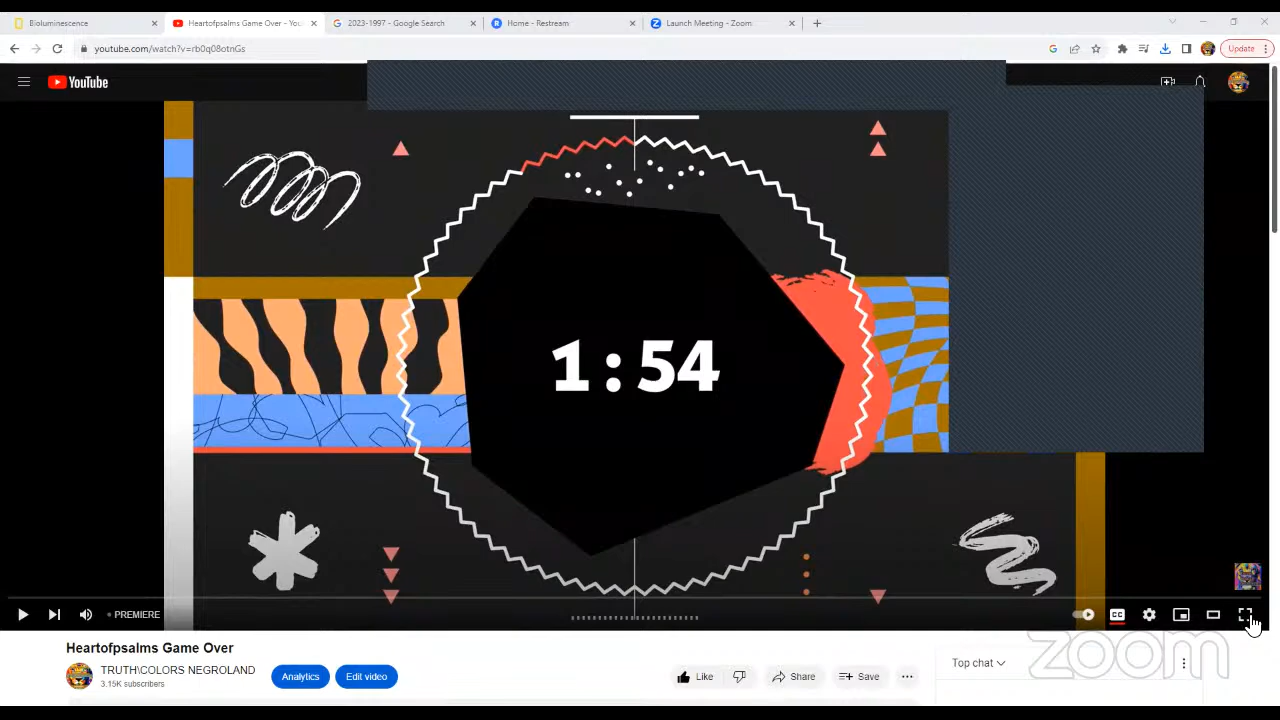 Bioluminescence
Heartofpsalms Game Over - You
2023-1997 - Google Search
Home - Restream
Launch Meeting - Zoom
youtube.com/watch?v=rb0q08otnGs
Update
YouTube
1:54
PREMIERE
CC
Heartofpsalms Game Over
TRUTH\COLORS NEGROLAND
3.15K subscribers
Analytics
Edit video
Like
Share
Save
Top chat
zoom